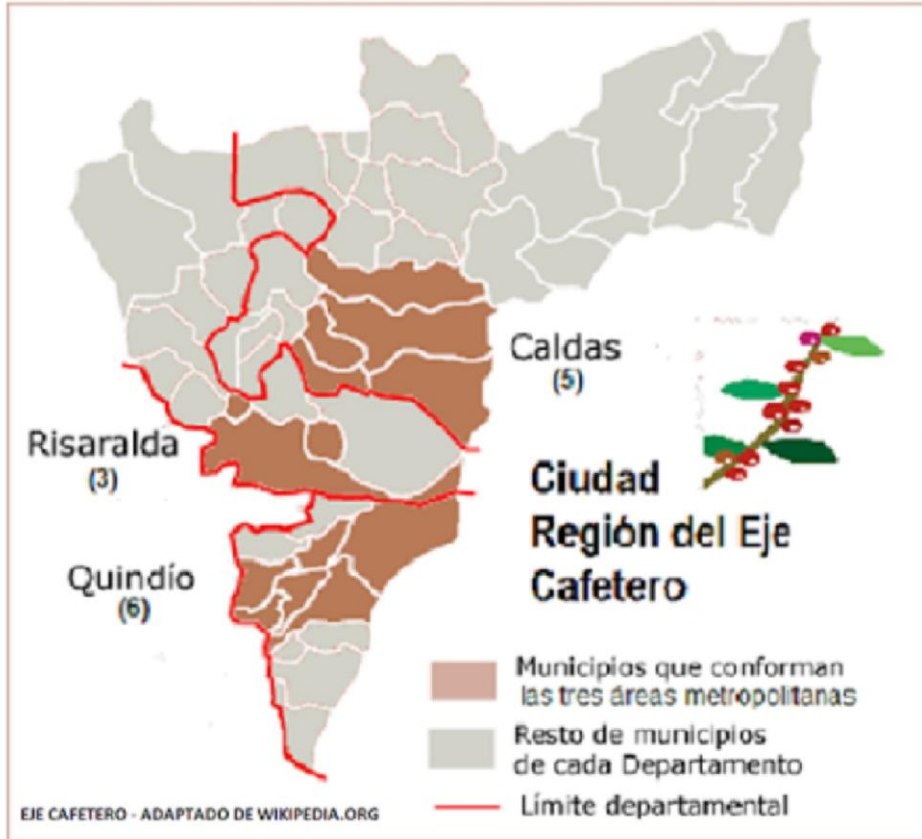 Caldas
(5)
Risaralda
(3)
Ciudad
Región del Eje
Cafetero
Quindío
(6)
Municipios que conforman
las tres áreas metropolitanas
Resto de municipios
de cada Departamento
Límite departamental
EJE CAFETERO - ADAPTADO DE WIKIPEDIA.ORG